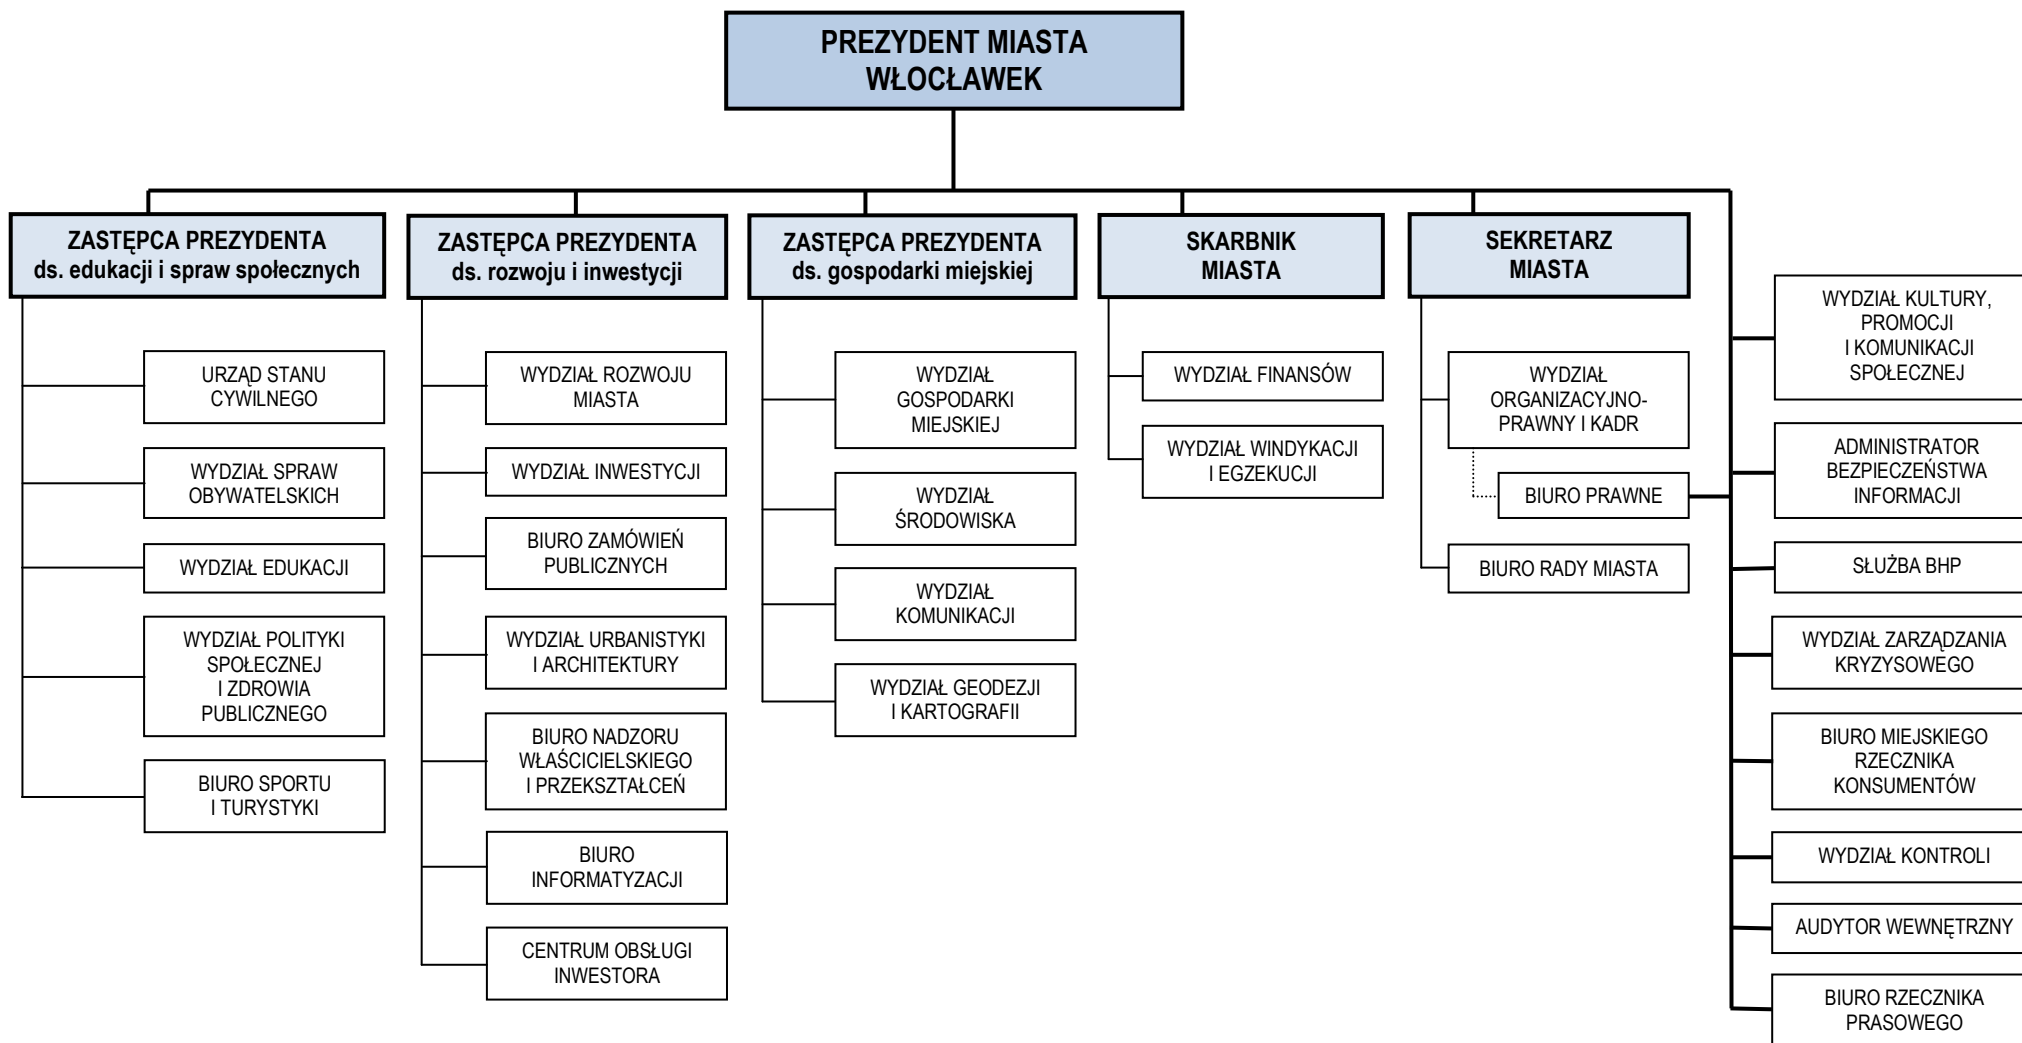 PREZYDENT MIASTA
WŁOCŁAWEK
ZASTĘPCA PREZYDENTA
ds. edukacji i spraw społecznych
URZĄD STANU
CYWILNEGO
WYDZIAŁ SPRAW
OBYWATELSKICH
WYDZIAŁ EDUKACJI
WYDZIAŁ POLITYKI
SPOŁECZNEJ
I ZDROWIA
PUBLICZNEGO
BIURO SPORTU
I TURYSTYKI
ZASTĘPCA PREZYDENTA
ds. rozwoju i inwestycji
WYDZIAŁ ROZWOJU
MIASTA
WYDZIAŁ INWESTYCJI
BIURO ZAMÓWIEŃ
PUBLICZNYCH
WYDZIAŁ URBANISTYKI
I ARCHITEKTURY
BIURO NADZORU
WŁAŚCICIELSKIEGO
I PRZEKSZTAŁCEŃ
BIURO
INFORMATYZACJI
CENTRUM OBSŁUGI
INWESTORA
ZASTĘPCA PREZYDENTA
ds. gospodarki miejskiej
WYDZIAŁ
GOSPODARKI
MIEJSKIEJ
WYDZIAŁ
ŚRODOWISKA
WYDZIAŁ
KOMUNIKACJI
WYDZIAŁ GEODEZJI
I KARTOGRAFII
SKARBNIK
MIASTA
WYDZIAŁ FINANSÓW
WYDZIAŁ WINDYKACJI
I EGZEKUCJI
SEKRETARZ
MIASTA
WYDZIAŁ
ORGANIZACYJNO-
PRAWNY I KADR
BIURO PRAWNE
BIURO RADY MIASTA
WYDZIAŁ KULTURY,
PROMOCJI
I KOMUNIKACJI
SPOŁECZNEJ
ADMINISTRATOR
BEZPIECZEŃSTWA
INFORMACJI
SŁUŻBA BHP
WYDZIAŁ ZARZĄDZANIA
KRYZYSOWEGO
BIURO MIEJSKIEGO
RZECZNIKA
KONSUMENTÓW
WYDZIAŁ KONTROLI
AUDYTOR WEWNĘTRZNY
BIURO RZECZNIKA
PRASOWEGO